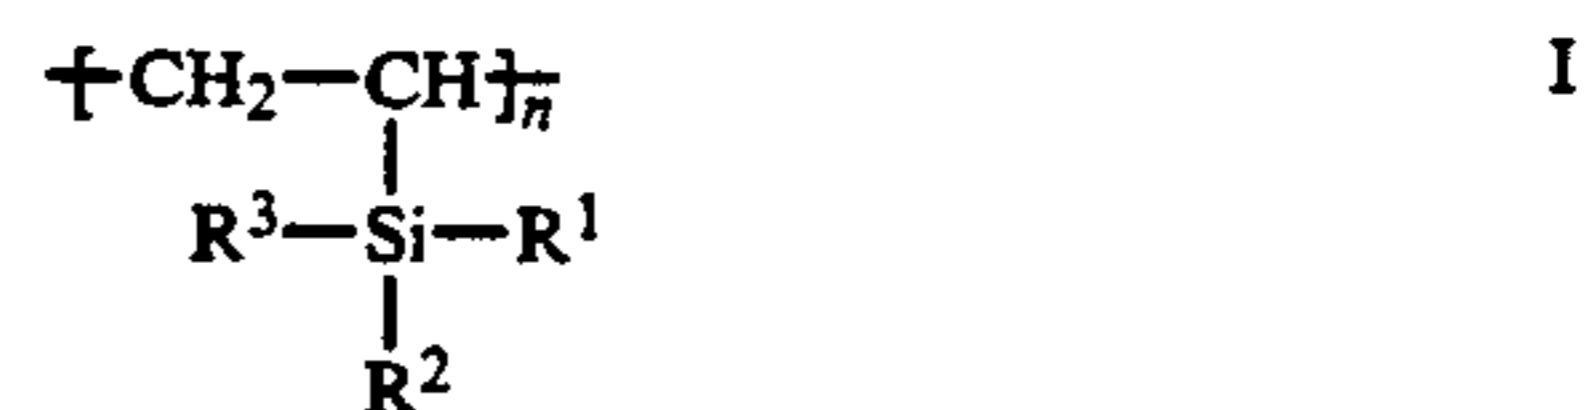 [CH₂—CH]ₙ I
R³—Si—R¹
R²